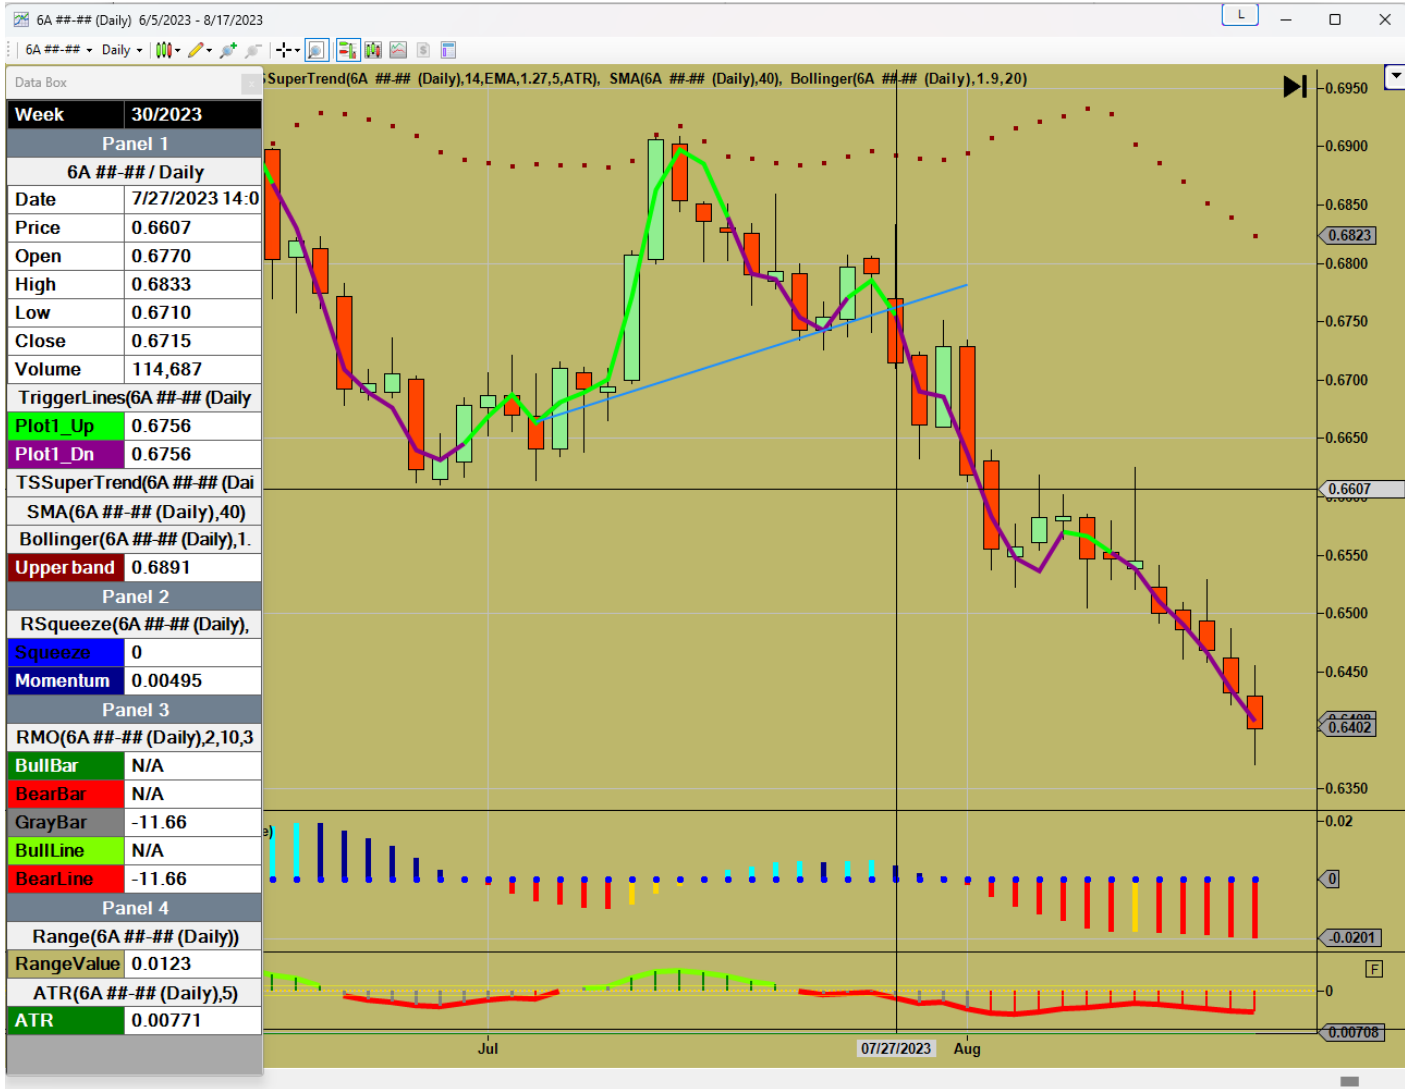 6A ##-## (Daily)  6/5/2023 - 8/17/2023
L
6A ##-##
Daily
Data Box
SuperTrend(6A ##-## (Daily),14,EMA,1.27,5,ATR), SMA(6A ##-## (Daily),40), Bollinger(6A ##-## (Daily),1.9,20)
Week 30/2023
Panel 1
6A ##-## / Daily
Date 7/27/2023 14:0
Price 0.6607
Open 0.6770
High 0.6833
Low 0.6710
Close 0.6715
Volume 114,687
TriggerLines(6A ##-## (Daily
Plot1_Up 0.6756
Plot1_Dn 0.6756
TSSuperTrend(6A ##-## (Dai
SMA(6A ##-## (Daily),40)
Bollinger(6A ##-## (Daily),1.
Upper band 0.6891
Panel 2
RSqueeze(6A ##-## (Daily),
Squeeze 0
Momentum 0.00495
Panel 3
RMO(6A ##-## (Daily),2,10,3
BullBar N/A
BearBar N/A
GrayBar -11.66
BullLine N/A
BearLine -11.66
Panel 4
Range(6A ##-## (Daily))
RangeValue 0.0123
ATR(6A ##-## (Daily),5)
ATR 0.00771
0.6950
0.6900
0.6850
0.6823
0.6800
0.6750
0.6700
0.6650
0.6607
0.6550
0.6500
0.6450
0.6402
0.6350
e)
0.02
0
-0.0201
F
0
0.00708
Jul
07/27/2023
Aug